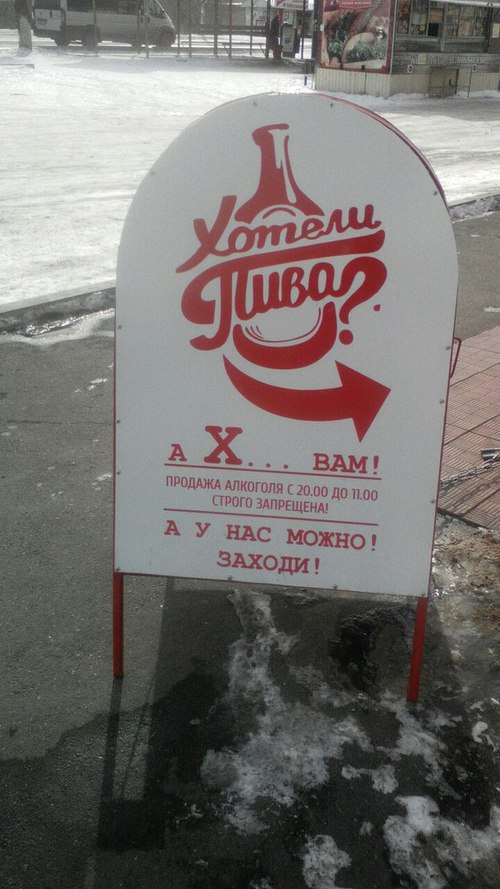 Хотели
Пива?
А Х... ВАМ!
ПРОДАЖА АЛКОГОЛЯ С 20.00 ДО 11.00
СТРОГО ЗАПРЕЩЕНА!
А У НАС МОЖНО!
ЗАХОДИ!